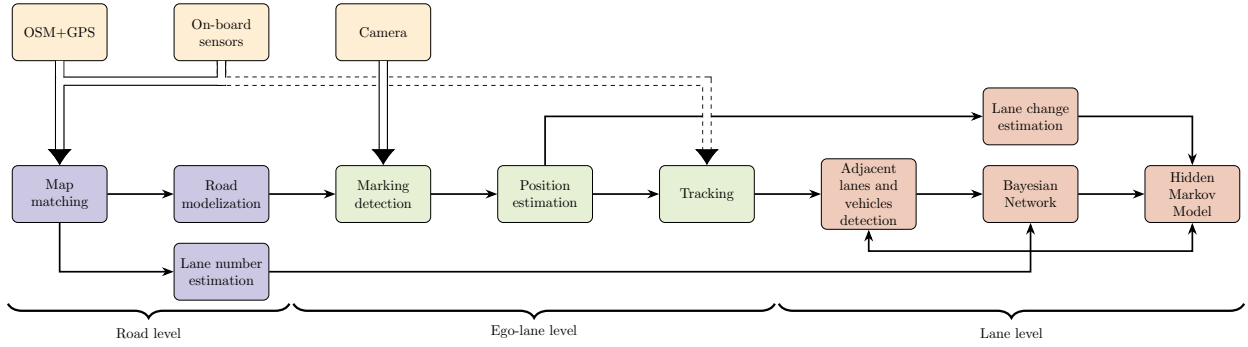 OSM+GPS
On-board
sensors
Camera
Lane change
estimation
Map
matching
Road
modelization
Marking
detection
Position
estimation
Tracking
Adjacent
lanes and
vehicles
detection
Bayesian
Network
Hidden
Markov
Model
Lane number
estimation
Road level
Ego-lane level
Lane level